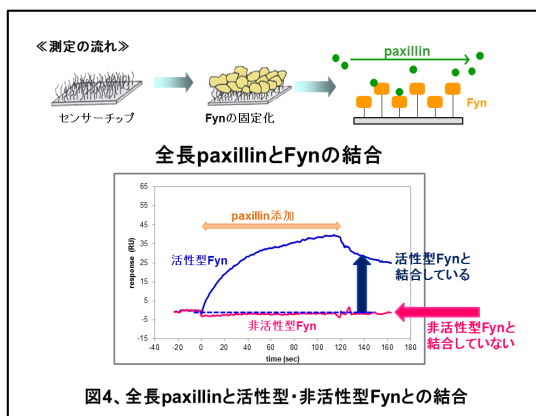 ≪測定の流れ≫
paxillin
Fyn
センサーチップ
Fynの固定化
全長paxillinとFynの結合
65
55
45
35
25
15
5
-5
-15
response (RU)
paxillin添加
活性型Fyn
非活性型Fyn
活性型Fynと
結合している
非活性型Fynと
結合していない
-40 -20 0 20 40 60 80 100 120 140 160 180
time (sec)
図4、全長paxillinと活性型・非活性型Fynとの結合